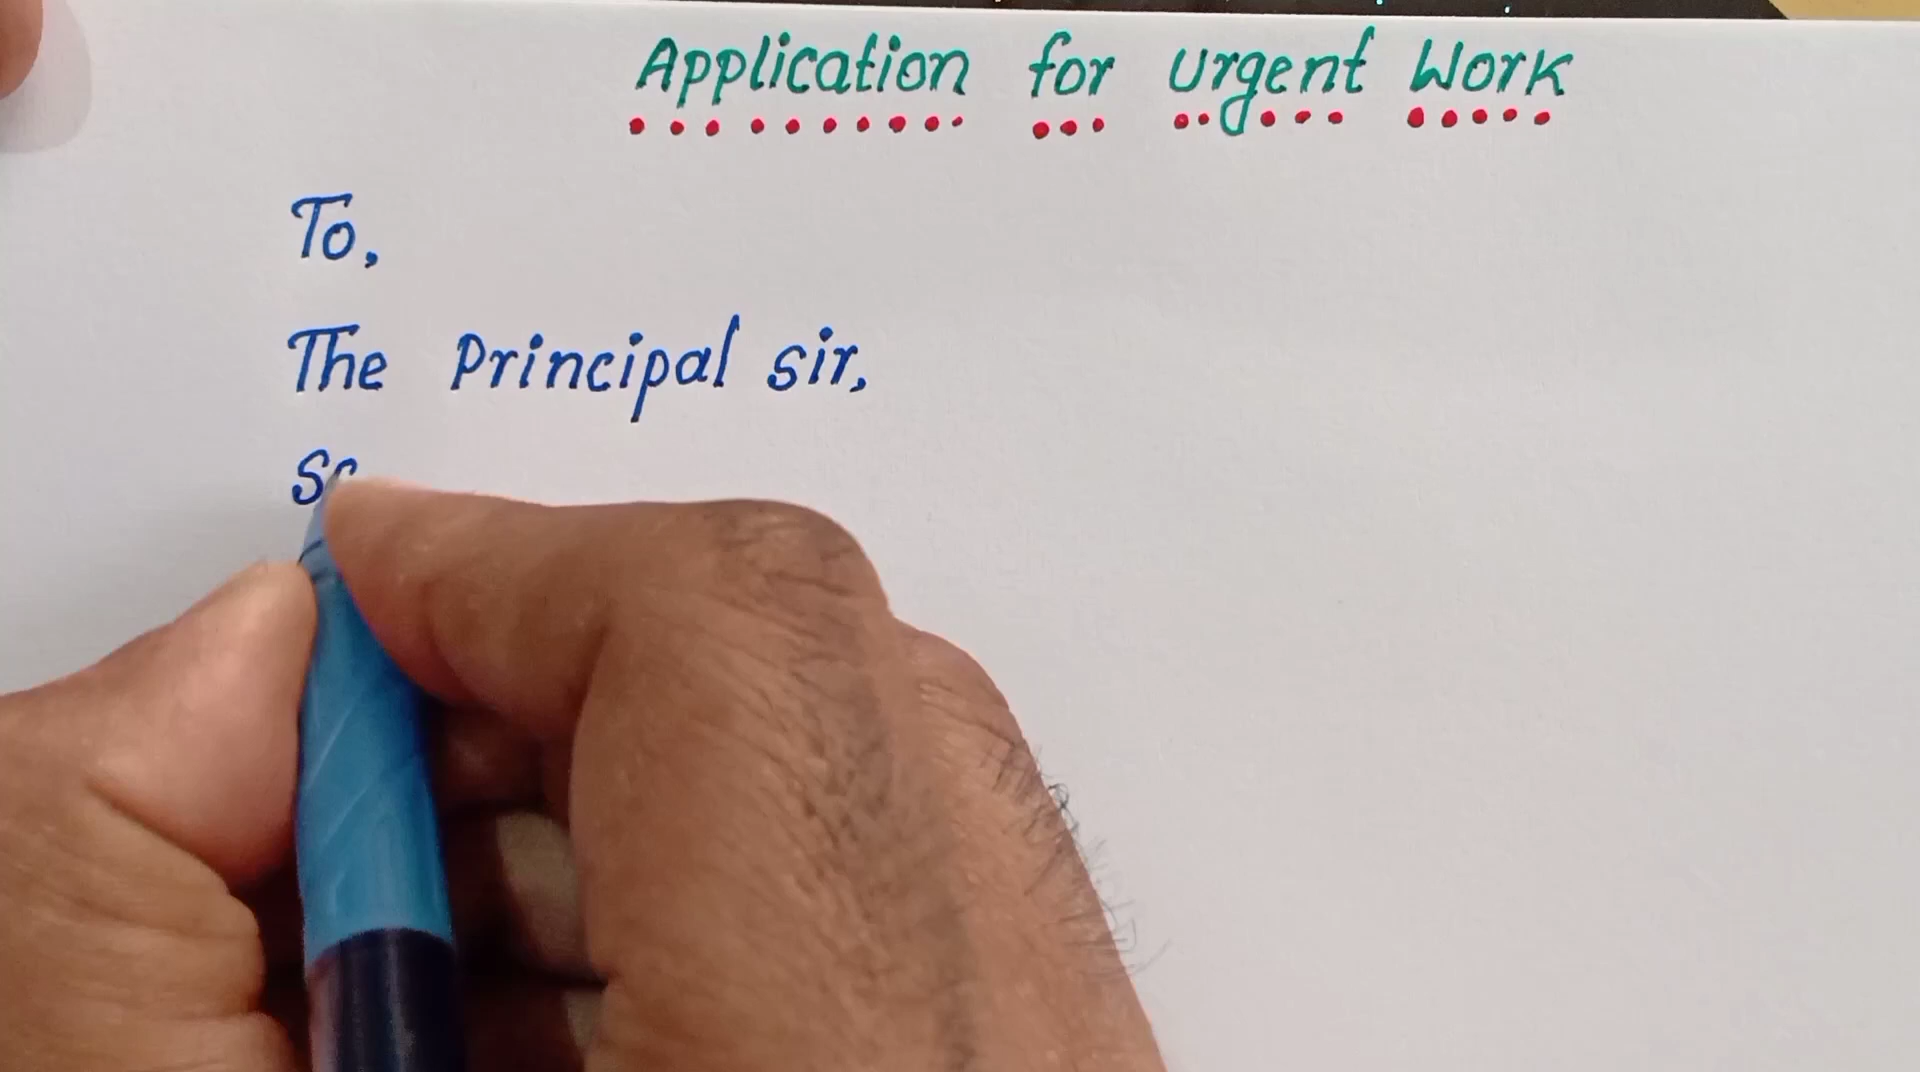 Application for urgent Work
To,
The Principal sir,